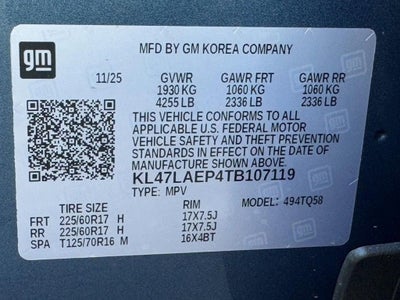 gm
MFD BY GM KOREA COMPANY
11/25 GVWR GAWR FRT GAWR RR
1930 KG 1060 KG 1060 KG
4255 LB 2336 LB 2336 LB
THIS VEHICLE CONFORMS TO ALL
APPLICABLE U.S. FEDERAL MOTOR
VEHICLE SAFETY AND THEFT PREVENTION
STANDARDS IN EFFECT ON THE DATE OF
MANUFACTURE SHOWN ABOVE.
KL47LAEP4TB107119
TYPE: MPV 494TQ58
TIRE SIZE RIM
FRT 225/60R17 H 17X7.5J
RR 225/60R17 H 17X7.5J
SPA T125/70R16 M 16X4BT